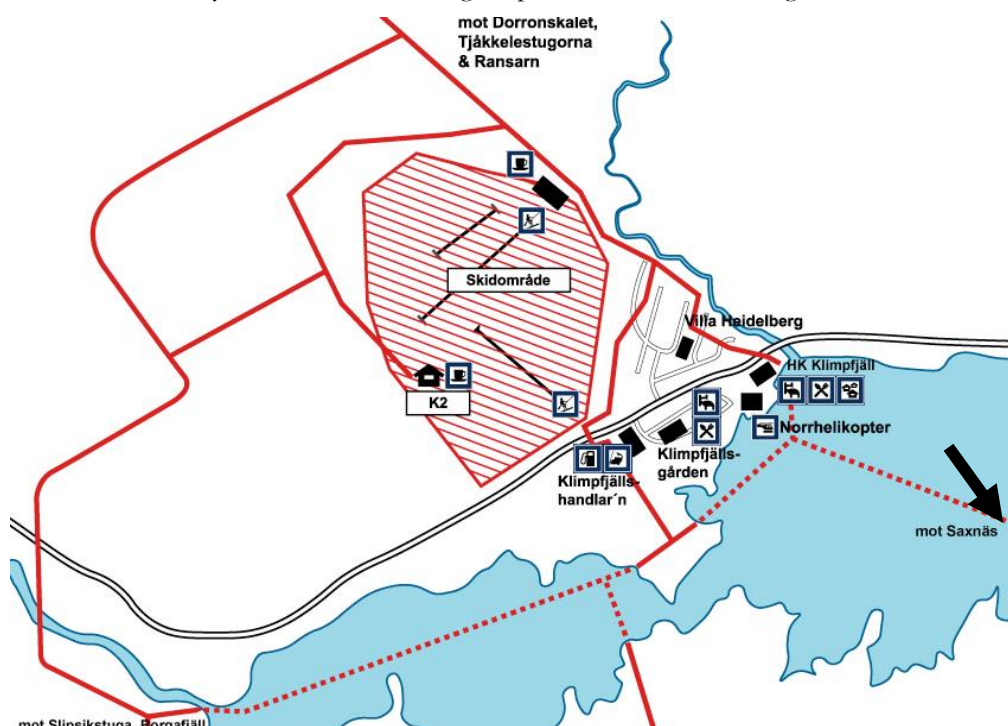 mot Dorronskalet,
Tjåkkelestugorna
& Ransarn
Skidområde
Villa Heidelberg
HK Klimpfjäll
K2
Norrhelikopter
Klimpfjälls-
gården
Klimpfjälls-
handlar´n
mot Saxnäs
mot Slipsikstuga, Borgafjäll